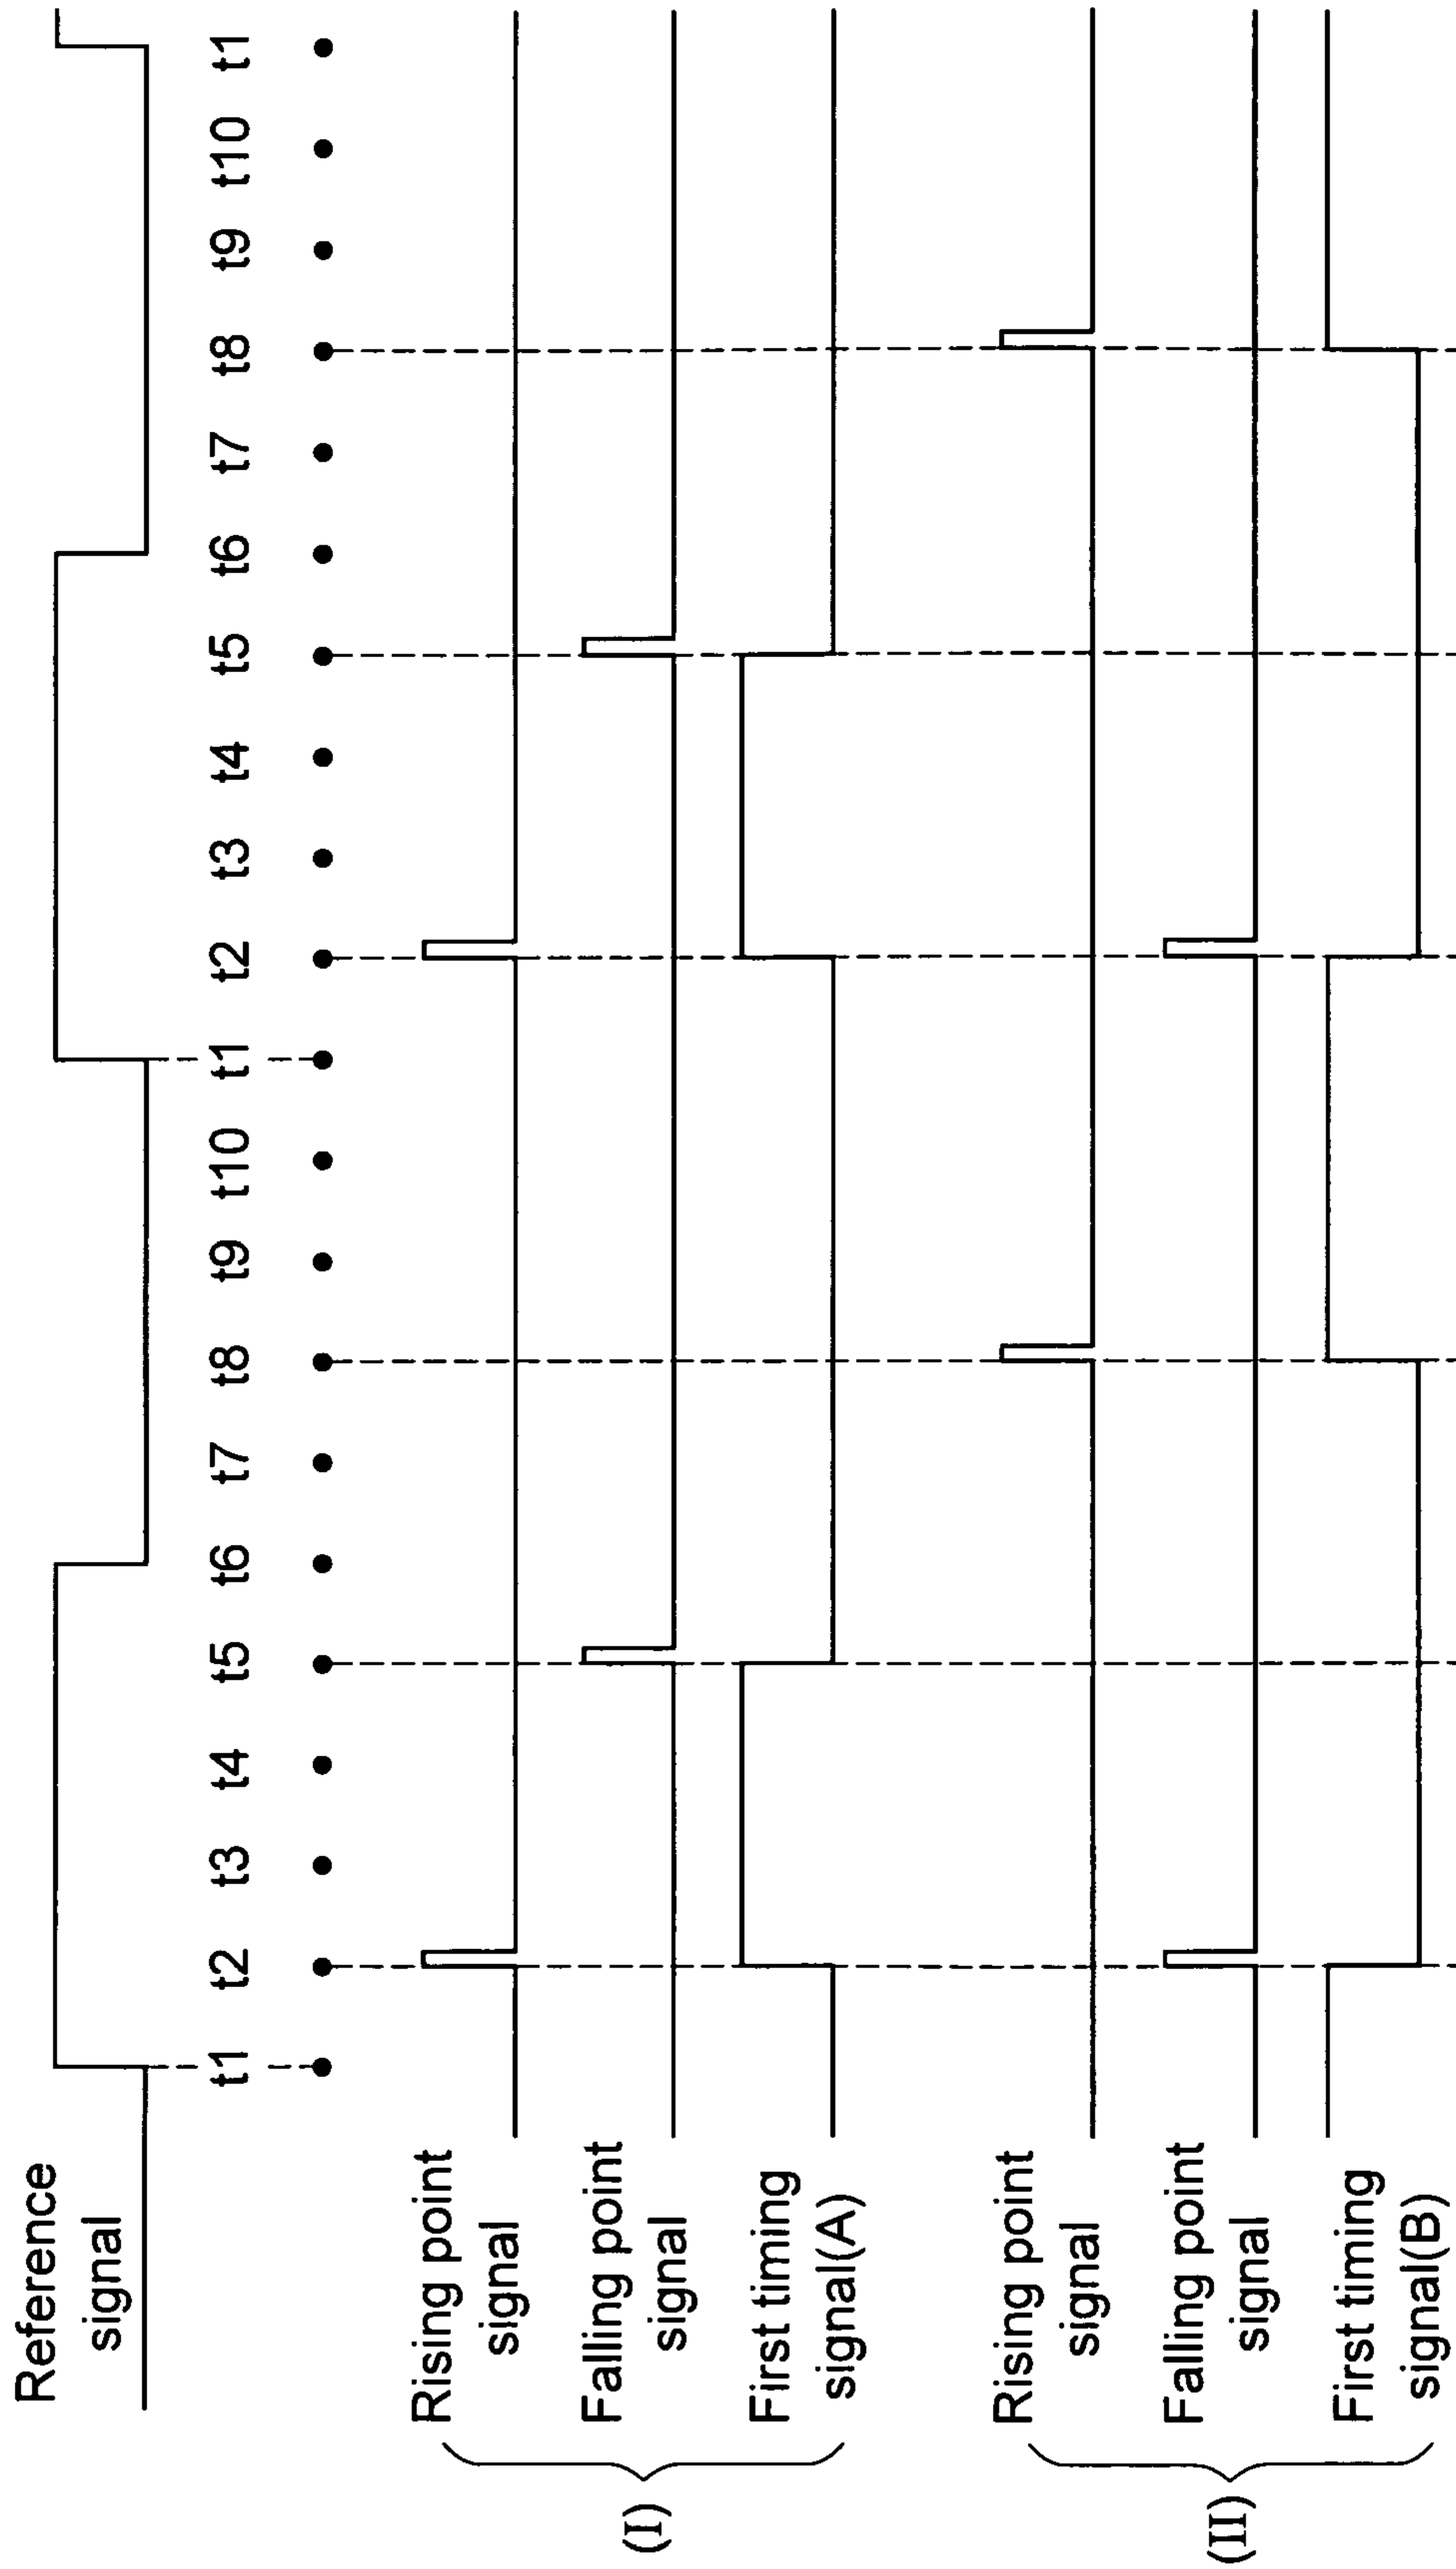 Reference
signal
t1 t2 t3 t4 t5 t6 t7 t8 t9 t10 t1 t2 t3 t4 t5 t6 t7 t8 t9 t10 t1
(I)
Rising point
signal
Falling point
signal
First timing
signal(A)
(II)
Rising point
signal
Falling point
signal
First timing
signal(B)